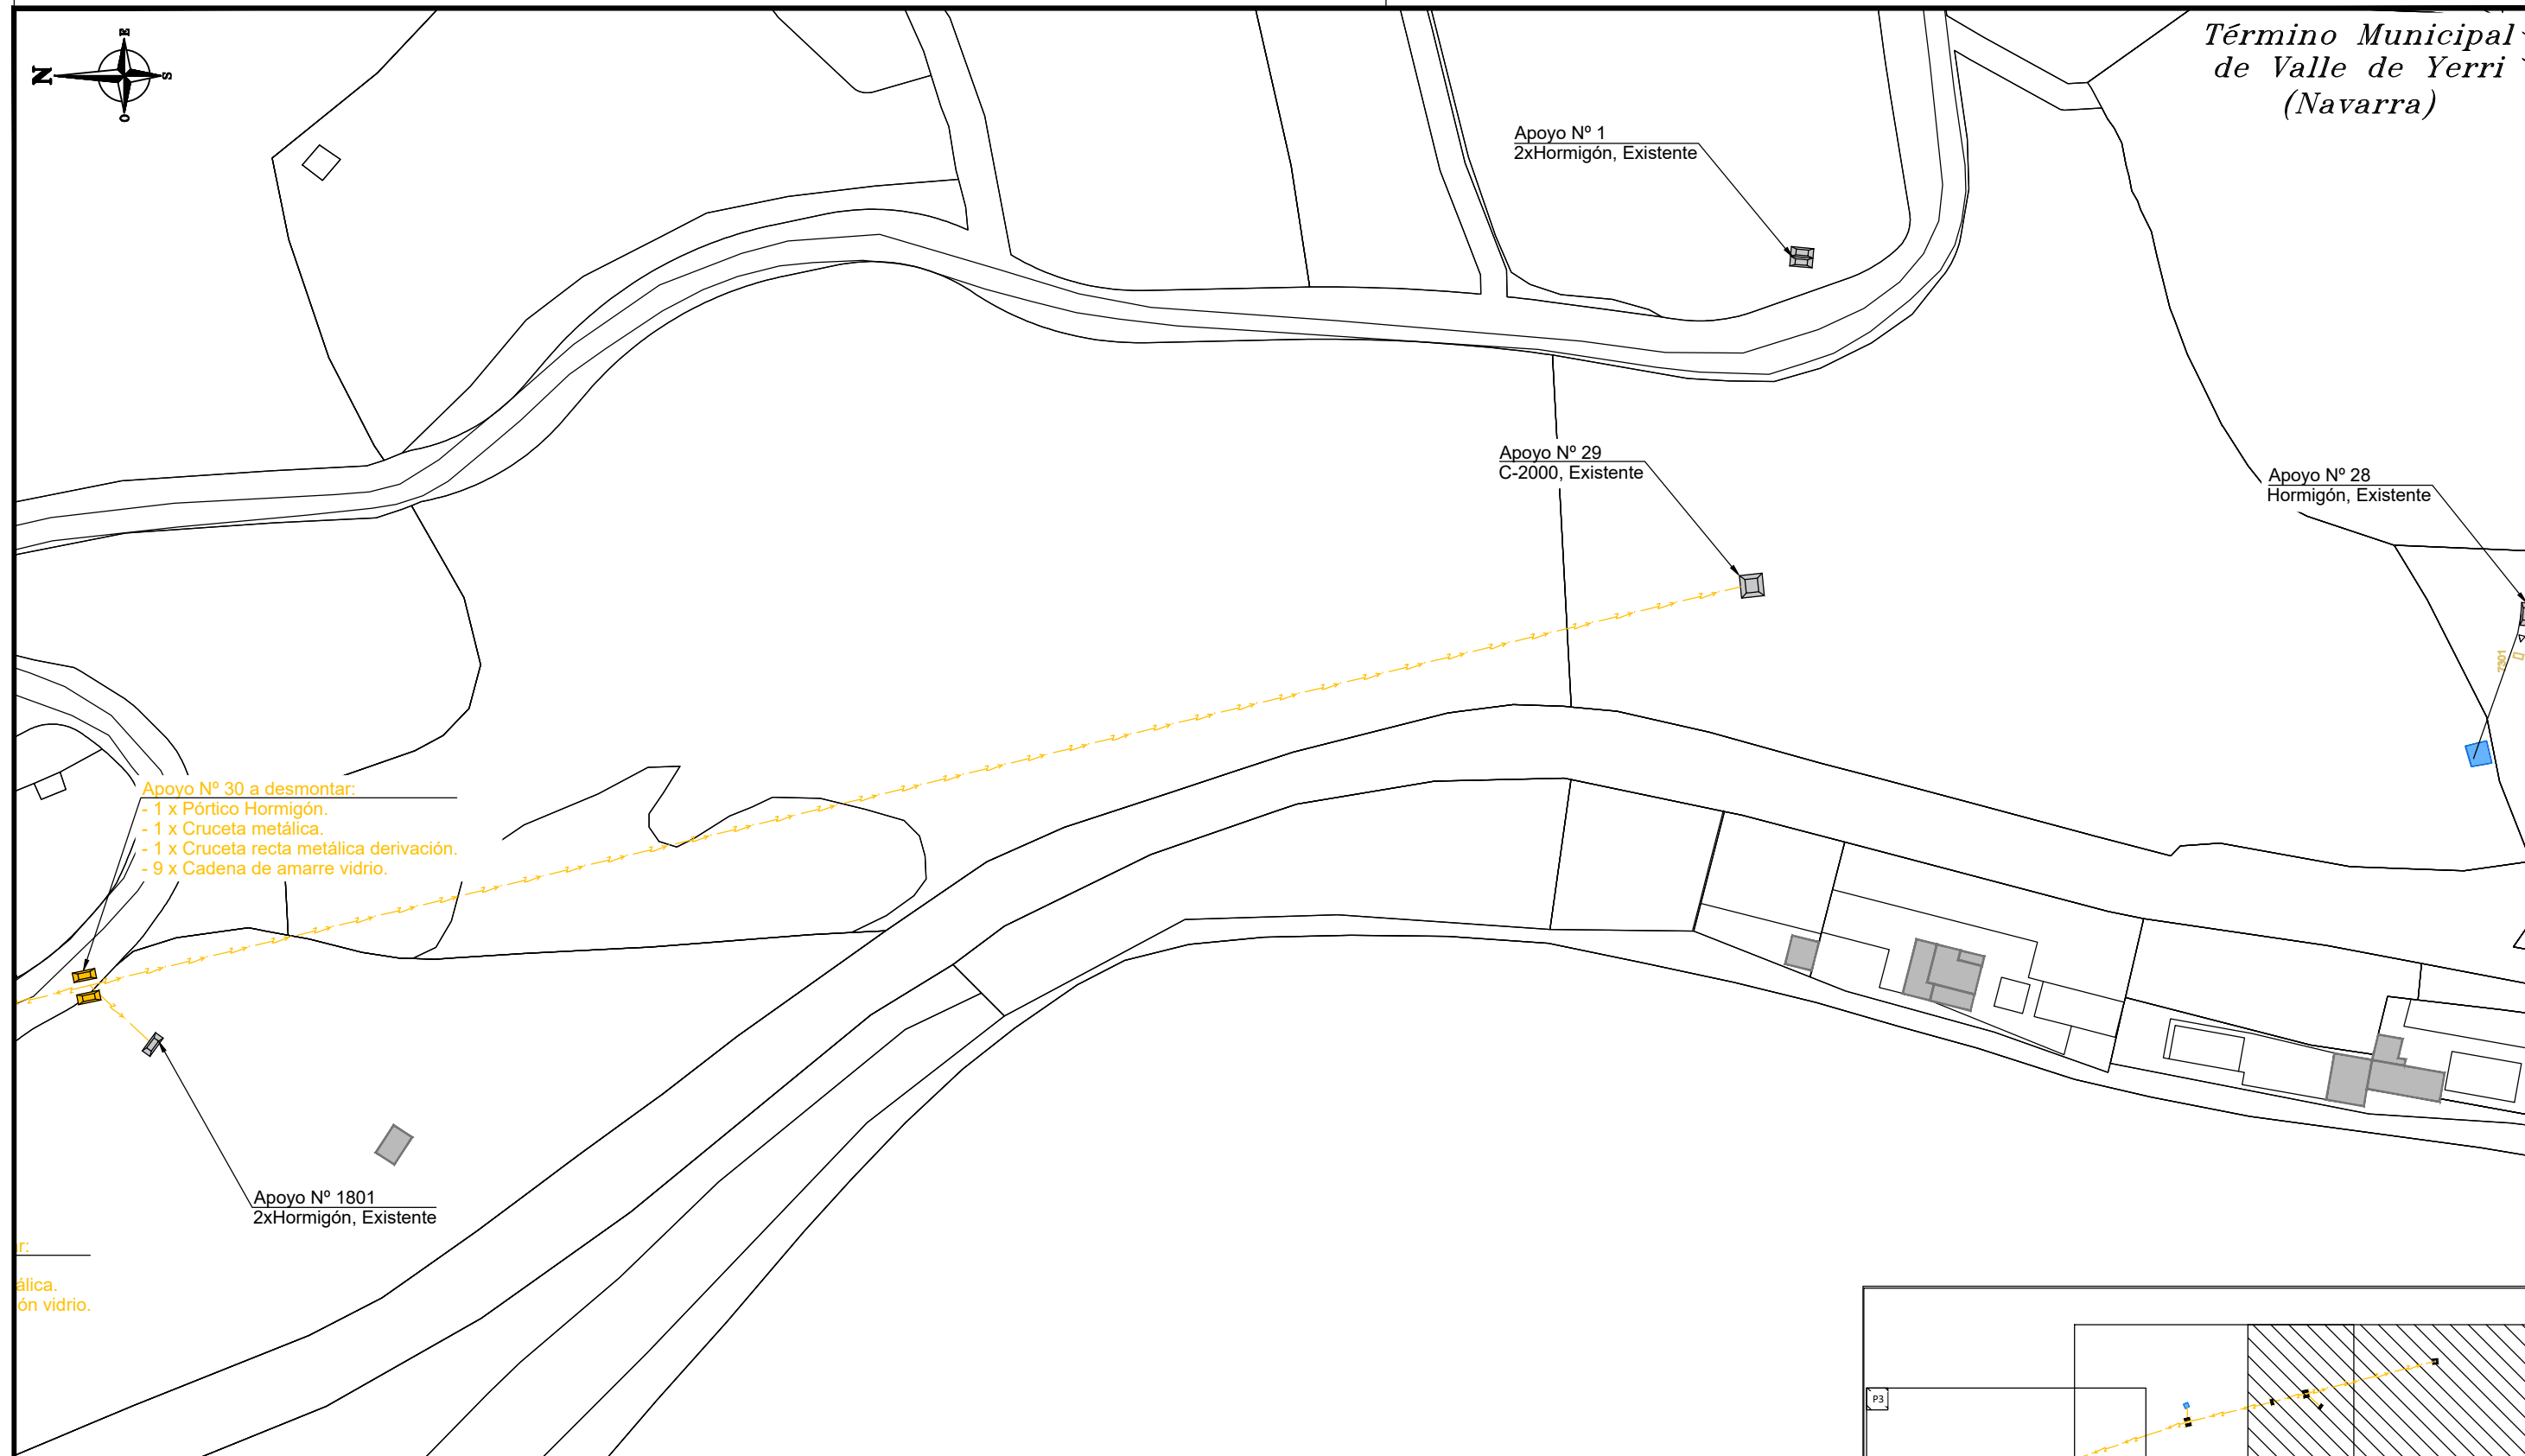 E
N
S
O
Término Municipal
de Valle de Yerri
(Navarra)
Apoyo Nº 1
2xHormigón, Existente
Apoyo Nº 29
C-2000, Existente
Apoyo Nº 28
Hormigón, Existente
7301
Apoyo Nº 30 a desmontar:
- 1 x Pórtico Hormigón.
- 1 x Cruceta metálica.
- 1 x Cruceta recta metálica derivación.
- 9 x Cadena de amarre vidrio.
Apoyo Nº 1801
2xHormigón, Existente
r:
álica.
ón vidrio.
P3